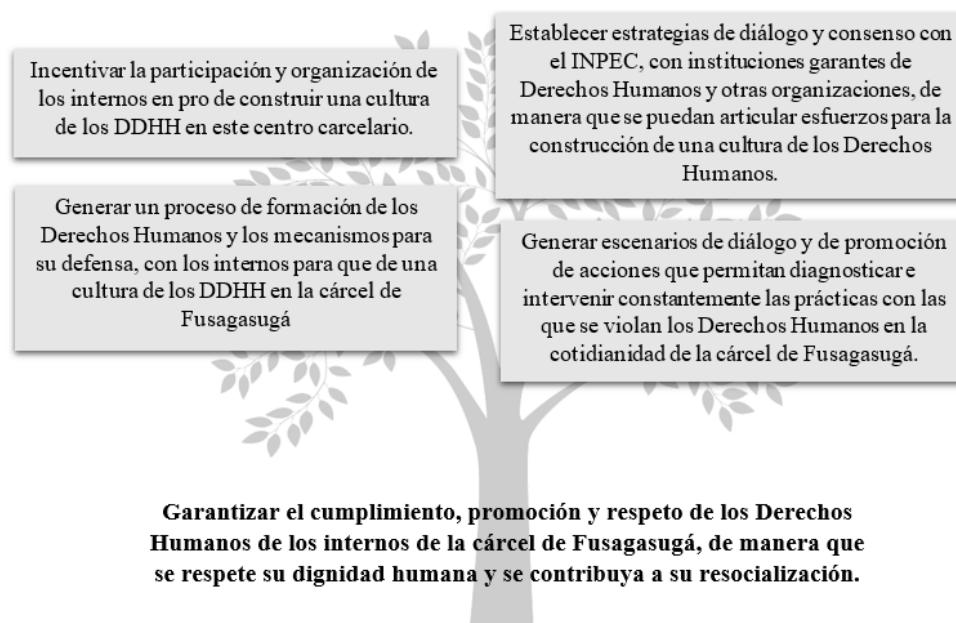 Incentivar la participación y organización de
los internos en pro de construir una cultura
de los DDHH en este centro carcelario.
Establecer estrategias de diálogo y consenso con
el INPEC, con instituciones garantes de
Derechos Humanos y otras organizaciones, de
manera que se puedan articular esfuerzos para la
construcción de una cultura de los Derechos
Humanos.
Generar un proceso de formación de los
Derechos Humanos y los mecanismos para
su defensa, con los internos para que de una
cultura de los DDHH en la cárcel de
Fusagasugá
Generar escenarios de diálogo y de promoción
de acciones que permitan diagnosticar e
intervenir constantemente las prácticas con las
que se violan los Derechos Humanos en la
cotidianidad de la cárcel de Fusagasugá.
Garantizar el cumplimiento, promoción y respeto de los Derechos
Humanos de los internos de la cárcel de Fusagasugá, de manera que
se respete su dignidad humana y se contribuya a su resocialización.